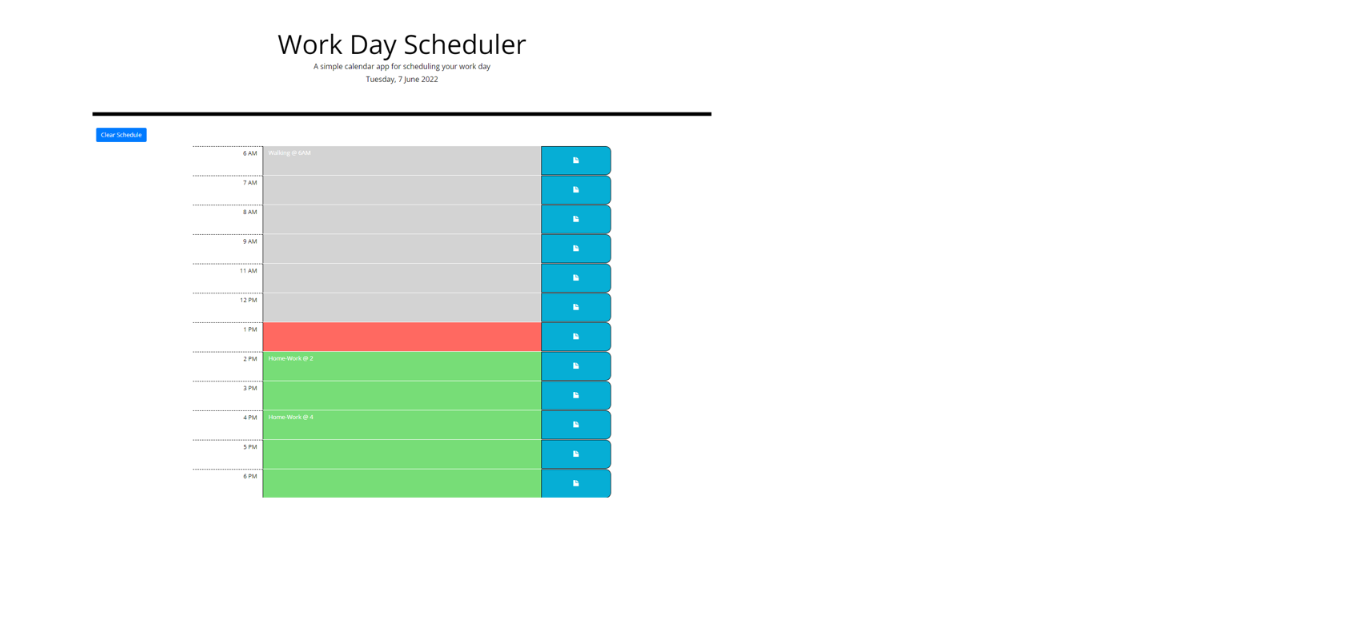 Work Day Scheduler
A simple calendar app for scheduling your work day
Tuesday, 7 June 2022
Clear Schedule
6 AM Walking @ 6AM
7 AM
8 AM
9 AM
11 AM
12 PM
1 PM
2 PM Home-Work @ 2
3 PM
4 PM Home-Work @ 4
5 PM
6 PM